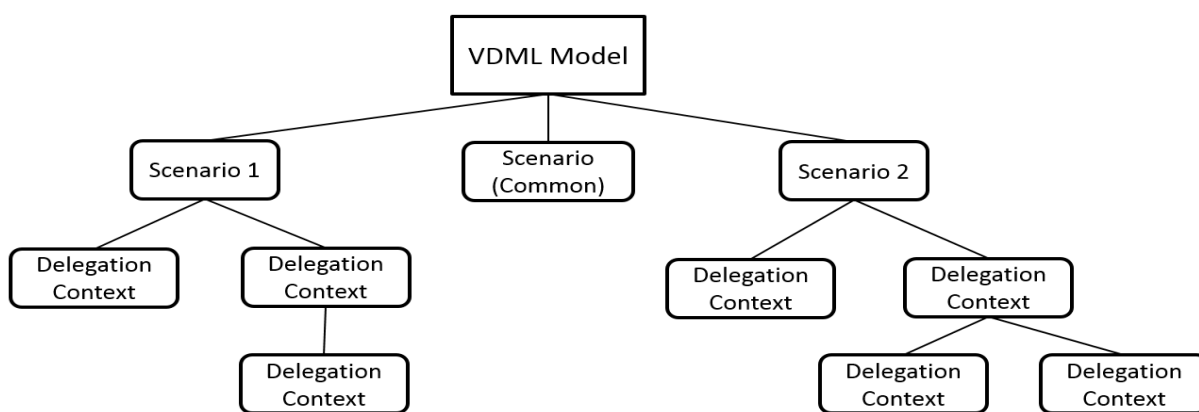 VDML Model
Scenario 1
Scenario
(Common)
Scenario 2
Delegation
Context
Delegation
Context
Delegation
Context
Delegation
Context
Delegation
Context
Delegation
Context
Delegation
Context